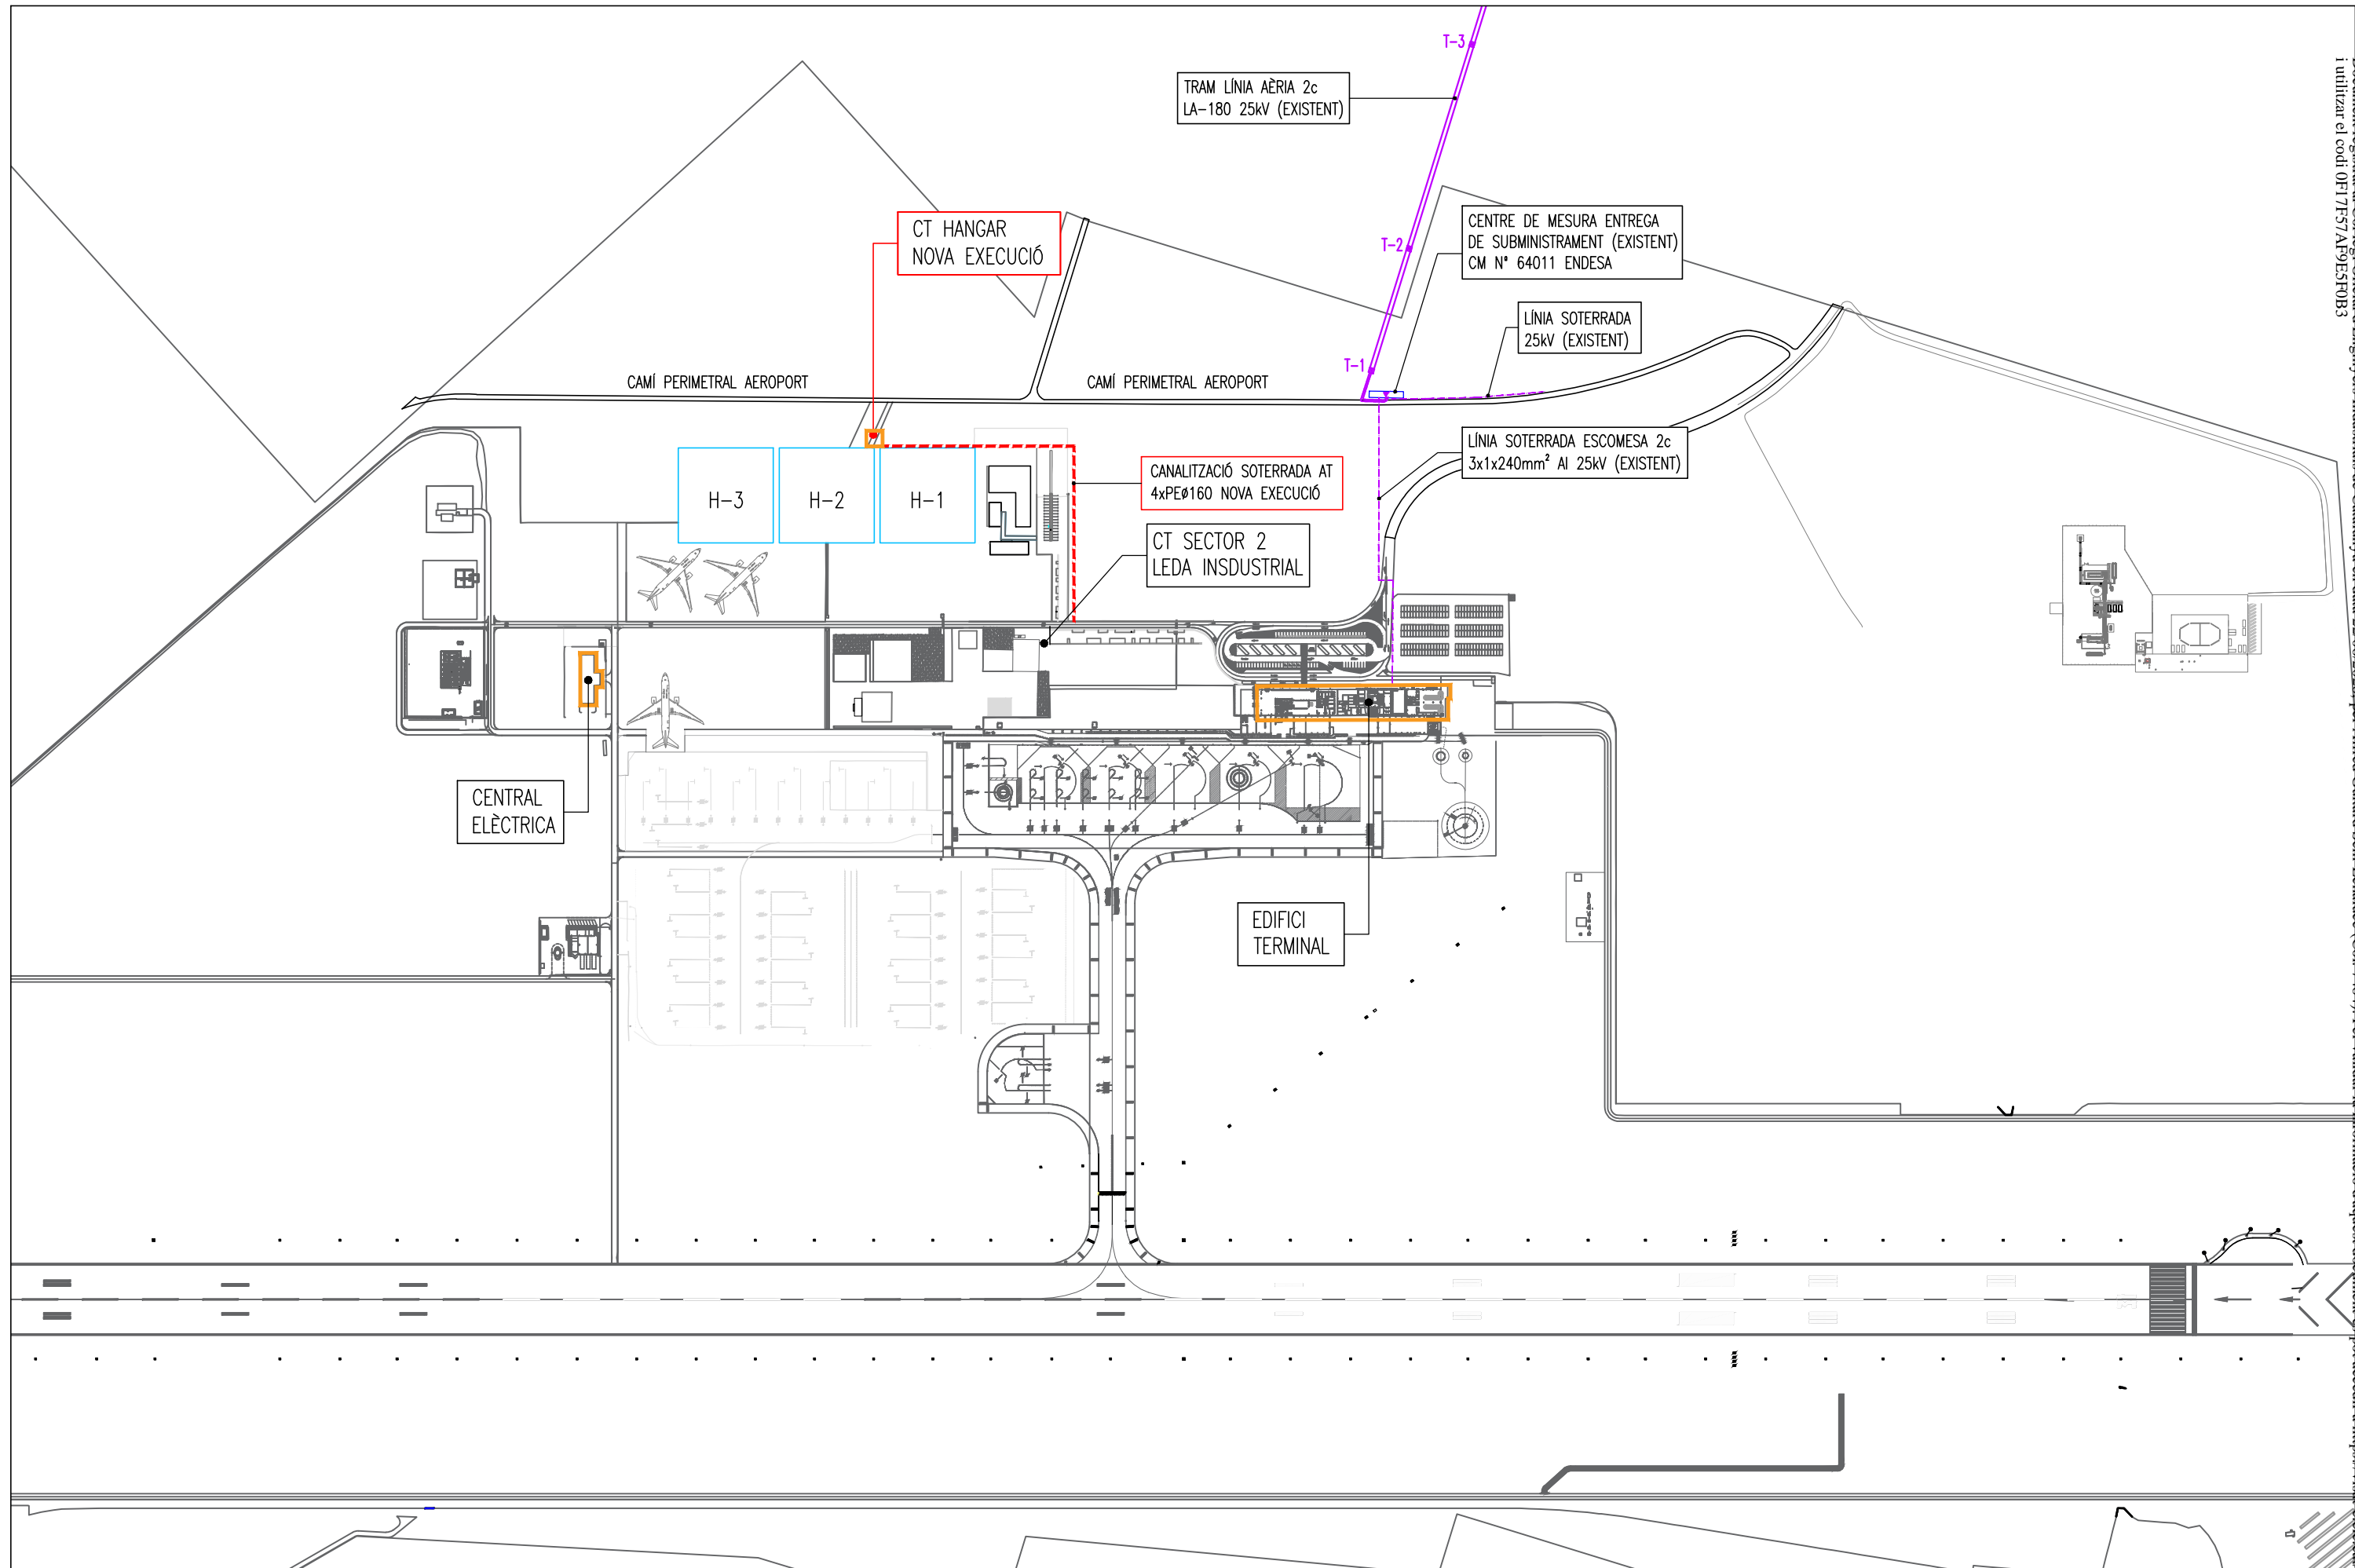 T-3
TRAM LÍNIA AÈRIA 2c
LA-180 25kV (EXISTENT)
CT HANGAR
NOVA EXECUCIÓ
T-2
CENTRE DE MESURA ENTREGA
DE SUBMINISTRAMENT (EXISTENT)
CM Nº 64011 ENDESA
LÍNIA SOTERRADA
25kV (EXISTENT)
T-1
CAMÍ PERIMETRAL AEROPORT
CAMÍ PERIMETRAL AEROPORT
LÍNIA SOTERRADA ESCOMESA 2c
3x1x240mm² Al 25kV (EXISTENT)
CANALITZACIÓ SOTERRADA AT
4xPEø160 NOVA EXECUCIÓ
H-3
H-2
H-1
CT SECTOR 2
LEDA INSDUSTRIAL
CENTRAL
ELÈCTRICA
EDIFICI
TERMINAL
i utilitzar el codi 0F17F57AF9E5F0B3